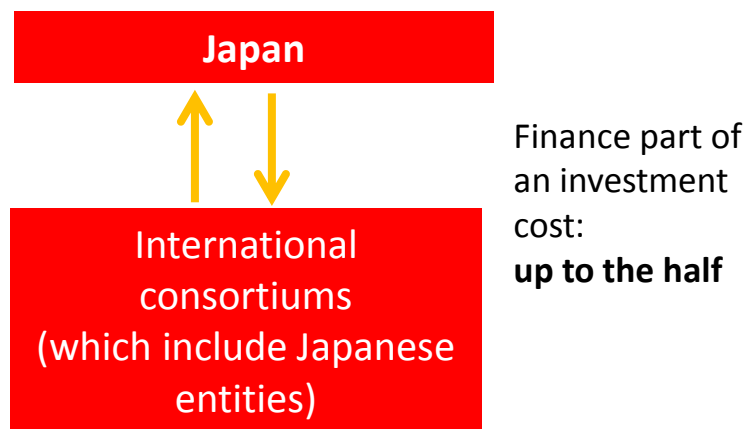 Japan
Finance part of
an investment
cost:
up to the half
International
consortiums
(which include Japanese
entities)